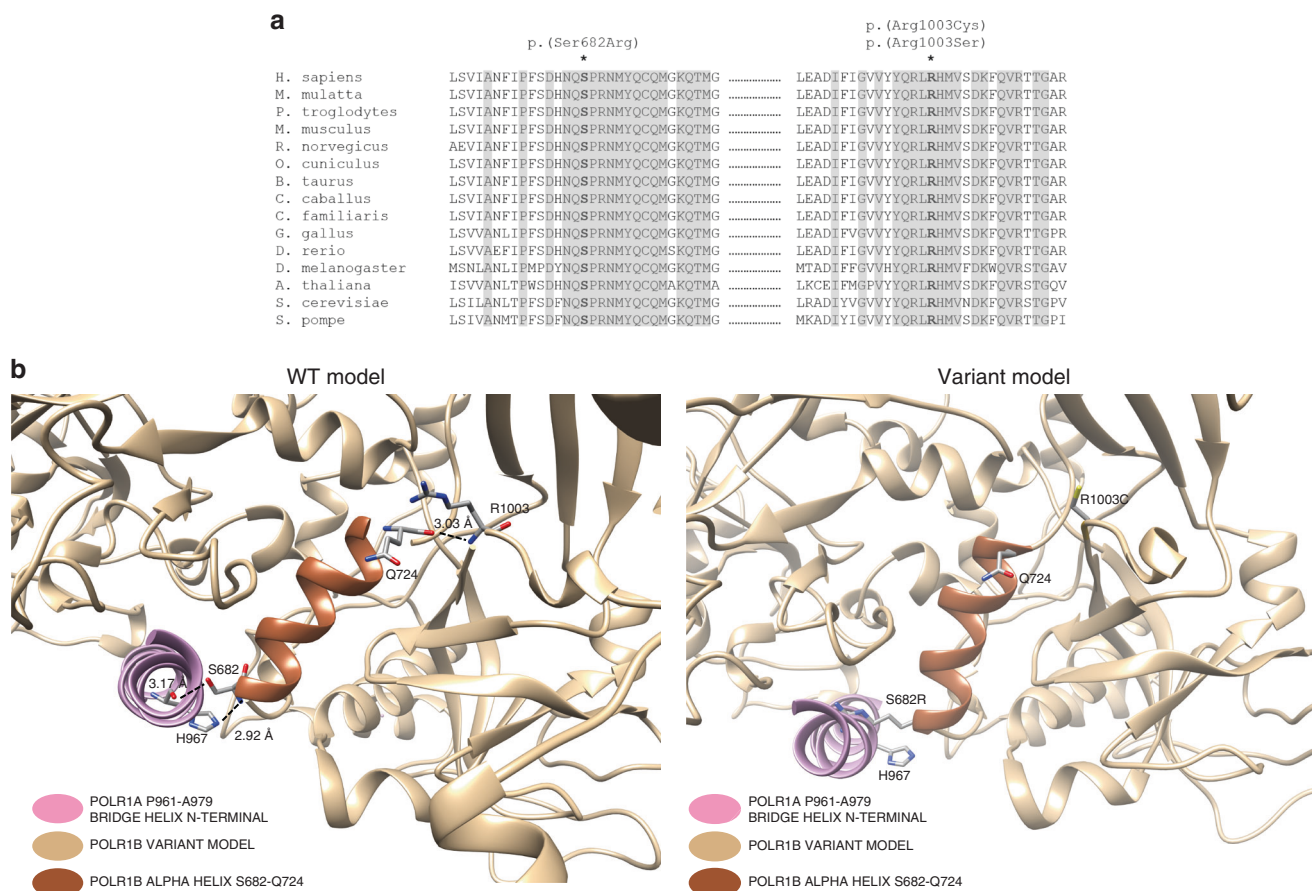 a
p.(Arg1003Cys)
p.(Ser682Arg) p.(Arg1003Ser)
* *
H. sapiens LSVIANFIPFSDHNQSPRNMYQCQMGKQTMG .................. LEADIFIGVVYYQRLRHMVSDKFQVRTTGAR
M. mulatta LSVIANFIPFSDHNQSPRNMYQCQMGKQTMG .................. LEADIFIGVVYYQRLRHMVSDKFQVRTTGAR
P. troglodytes LSVIANFIPFSDHNQSPRNMYQCQMGKQTMG .................. LEADIFIGVVYYQRLRHMVSDKFQVRTTGAR
M. musculus LSVIANFIPFSDHNQSPRNMYQCQMGKQTMG .................. LEADIFIGVVYYQRLRHMVSDKFQVRTTGAR
R. norvegicus AEVIANFIPFSDHNQSPRNMYQCQMGKQTMG .................. LEADIFIGVVYYQRLRHMVSDKFQVRTTGAR
O. cuniculus LSVIANFIPFSDHNQSPRNMYQCQMGKQTMG .................. LEADIFIGVVYYQRLRHMVSDKFQVRTTGAR
B. taurus LSVIANFIPFSDHNQSPRNMYQCQMGKQTMG .................. LEADIFIGVVYYQRLRHMVSDKFQVRTTGAR
C. caballus LSVIANFIPFSDHNQSPRNMYQCQMGKQTMG .................. LEADIFIGVVYYQRLRHMVSDKFQVRTTGAR
C. familiaris LSVIANFIPFSDHNQSPRNMYQCQMGKQTMG .................. LEADIFIGVVYYQRLRHMVSDKFQVRTTGAR
G. gallus LSVVANLIPFSDHNQSPRNMYQCQMGKQTMG .................. LEADIFVGVVYYQRLRHMVSDKFQVRTTGPR
D. rerio LSVVAEFIPFSDHNQSPRNMYQCQMSKQTMG .................. LEADIFIGVVYYQRLRHMVSDKFQVRTTGAR
D. melanogaster MSNLANLIPMPDYNQSPRNMYQCQMGKQTMG .................. MTADIFFGVVHYQRLRHMVFDKWQVRSTGAV
A. thaliana ISVVANLTPWSDHNQSPRNMYQCQMAKQTMA .................. LKCEIFMGPVYYQRLRHMVSDKFQVRSTGQV
S. cerevisiae LSILANLTPFSDFNQSPRNMYQCQMGKQTMG .................. LRADIYVGVVYYQRLRHMVNDKFQVRSTGPV
S. pompe LSIVANMTPFSDFNQSPRNMYQCQMGKQTMG .................. MKADIYIGVVYYQRLRHMVSDKFQVRTTGPI
b
WT model
3.03 Å
R1003
Q724
S682
3.17 Å
H967
2.92 Å
POLR1A P961-A979
BRIDGE HELIX N-TERMINAL
POLR1B VARIANT MODEL
POLR1B ALPHA HELIX S682-Q724
Variant model
R1003C
Q724
S682R
H967
POLR1A P961-A979
BRIDGE HELIX N-TERMINAL
POLR1B VARIANT MODEL
POLR1B ALPHA HELIX S682-Q724